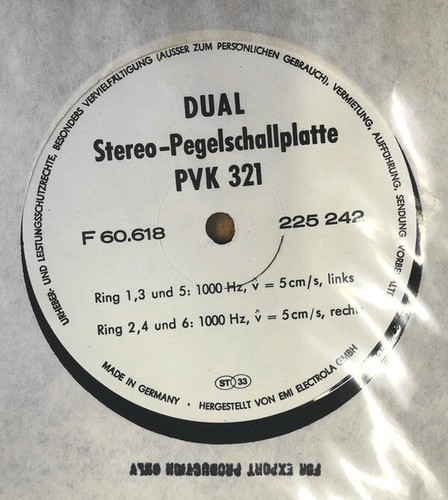 URHEBER- UND LEISTUNGSSCHUTZRECHTE, BESONDERS VERVIELFÄLTIGUNG (AUSSER ZUM PERSÖNLICHEN GEBRAUCH), VERMIETUNG, AUFFÜHRUNG, SENDUNG
DUAL
Stereo-Pegelschallplatte
PVK 321
F 60.618 225 242
Ring 1,3 und 5: 1000 Hz, v̂ = 5cm/s, links
Ring 2,4 und 6: 1000 Hz, v̂ = 5cm/s,
ST 33
MADE IN GERMANY · HERGESTELLT VON EMI ELECTROLA GMBH
FOR EXPORT PRODUCTION ONLY